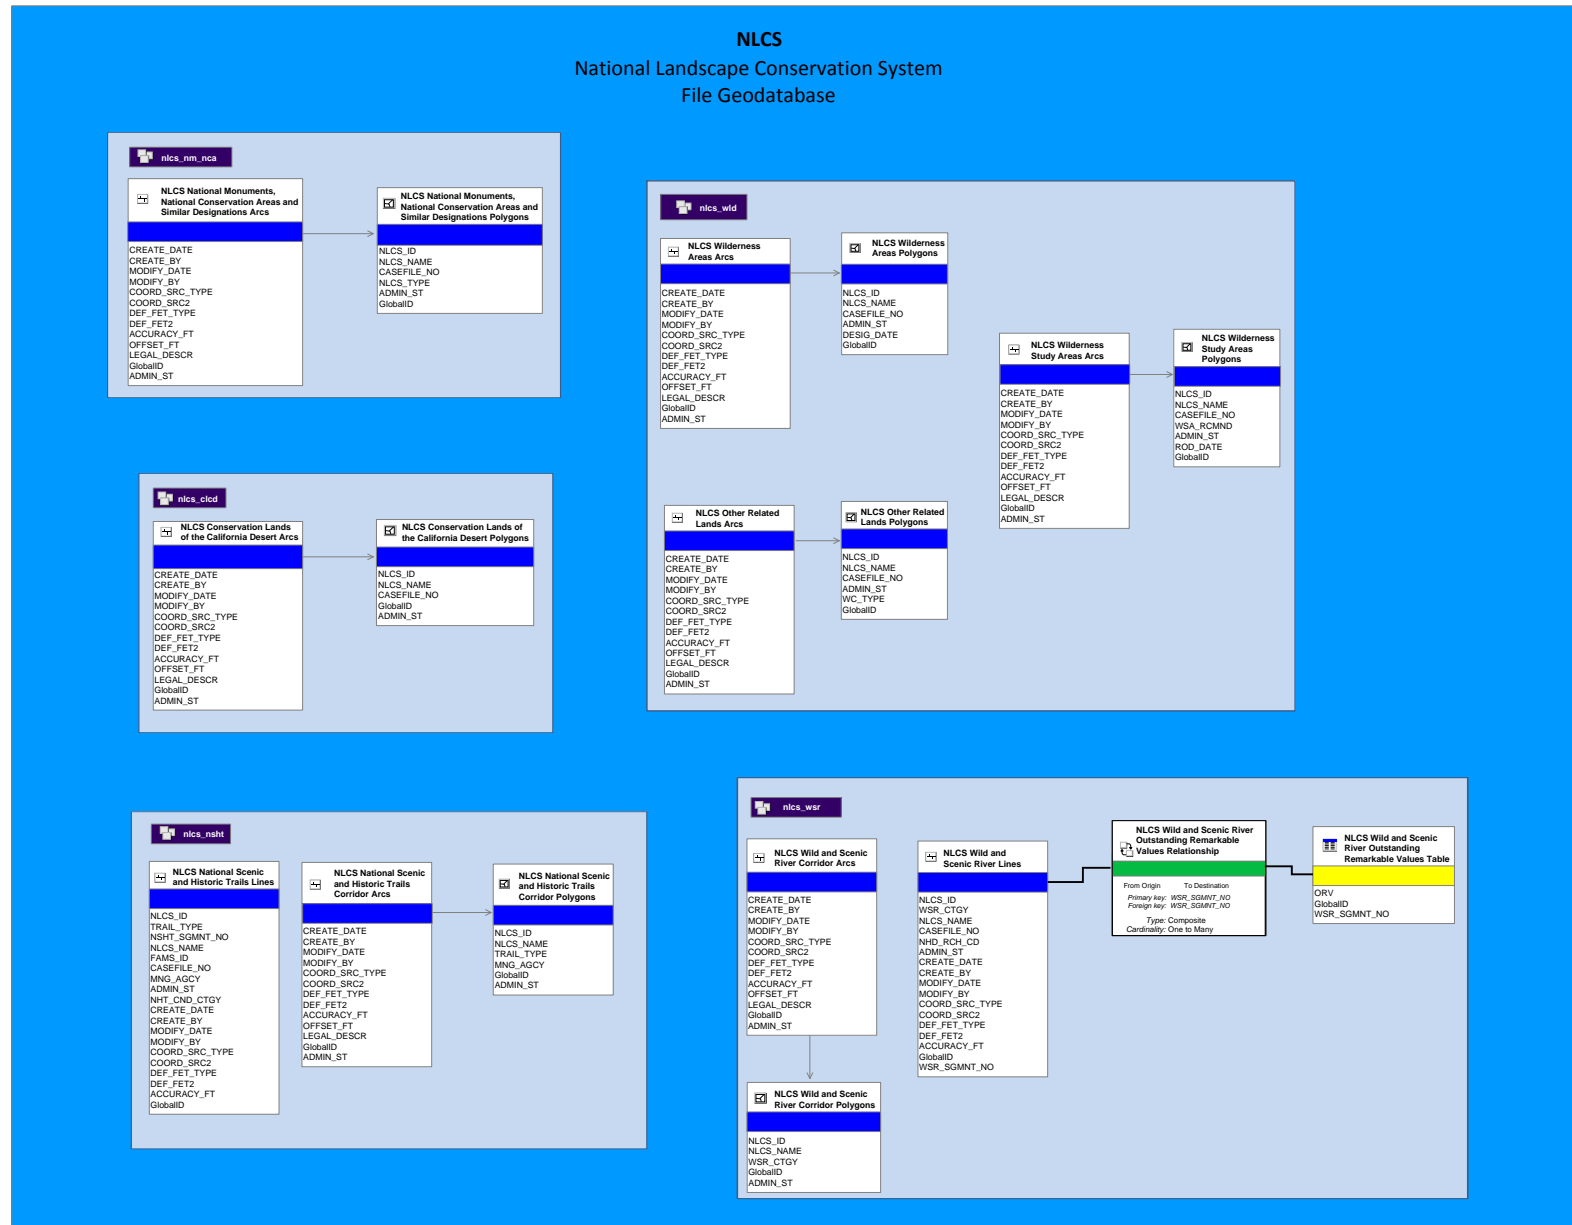 NLCS
National Landscape Conservation System
File Geodatabase
nlcs_nm_nca
NLCS National Monuments,
National Conservation Areas and
Similar Designations Arcs
CREATE_DATE
CREATE_BY
MODIFY_DATE
MODIFY_BY
COORD_SRC_TYPE
COORD_SRC2
DEF_FET_TYPE
DEF_FET2
ACCURACY_FT
OFFSET_FT
LEGAL_DESCR
GlobalID
ADMIN_ST
NLCS National Monuments,
National Conservation Areas and
Similar Designations Polygons
NLCS_ID
NLCS_NAME
CASEFILE_NO
NLCS_TYPE
ADMIN_ST
GlobalID
nlcs_wld
NLCS Wilderness
Areas Arcs
CREATE_DATE
CREATE_BY
MODIFY_DATE
MODIFY_BY
COORD_SRC_TYPE
COORD_SRC2
DEF_FET_TYPE
DEF_FET2
ACCURACY_FT
OFFSET_FT
LEGAL_DESCR
GlobalID
ADMIN_ST
NLCS Wilderness
Areas Polygons
NLCS_ID
NLCS_NAME
CASEFILE_NO
ADMIN_ST
DESIG_DATE
GlobalID
NLCS Wilderness
Study Areas Arcs
CREATE_DATE
CREATE_BY
MODIFY_DATE
MODIFY_BY
COORD_SRC_TYPE
COORD_SRC2
DEF_FET_TYPE
DEF_FET2
ACCURACY_FT
OFFSET_FT
LEGAL_DESCR
GlobalID
ADMIN_ST
NLCS Wilderness
Study Areas
Polygons
NLCS_ID
NLCS_NAME
CASEFILE_NO
WSA_RCMND
ADMIN_ST
ROD_DATE
GlobalID
NLCS Other Related
Lands Arcs
CREATE_DATE
CREATE_BY
MODIFY_DATE
MODIFY_BY
COORD_SRC_TYPE
COORD_SRC2
DEF_FET_TYPE
DEF_FET2
ACCURACY_FT
OFFSET_FT
LEGAL_DESCR
GlobalID
ADMIN_ST
NLCS Other Related
Lands Polygons
NLCS_ID
NLCS_NAME
CASEFILE_NO
ADMIN_ST
WC_TYPE
GlobalID
nlcs_clcd
NLCS Conservation Lands
of the California Desert Arcs
CREATE_DATE
CREATE_BY
MODIFY_DATE
MODIFY_BY
COORD_SRC_TYPE
COORD_SRC2
DEF_FET_TYPE
DEF_FET2
ACCURACY_FT
OFFSET_FT
LEGAL_DESCR
GlobalID
ADMIN_ST
NLCS Conservation Lands of
the California Desert Polygons
NLCS_ID
NLCS_NAME
CASEFILE_NO
GlobalID
ADMIN_ST
nlcs_nsht
NLCS National Scenic
and Historic Trails Lines
NLCS_ID
TRAIL_TYPE
NSHT_SGMNT_NO
NLCS_NAME
FAMS_ID
CASEFILE_NO
MNG_AGCY
ADMIN_ST
NHT_CND_CTGY
CREATE_DATE
CREATE_BY
MODIFY_DATE
MODIFY_BY
COORD_SRC_TYPE
COORD_SRC2
DEF_FET_TYPE
DEF_FET2
ACCURACY_FT
GlobalID
NLCS National Scenic
and Historic Trails
Corridor Arcs
CREATE_DATE
CREATE_BY
MODIFY_DATE
MODIFY_BY
COORD_SRC_TYPE
COORD_SRC2
DEF_FET_TYPE
DEF_FET2
ACCURACY_FT
OFFSET_FT
LEGAL_DESCR
GlobalID
ADMIN_ST
NLCS National Scenic
and Historic Trails
Corridor Polygons
NLCS_ID
NLCS_NAME
TRAIL_TYPE
MNG_AGCY
GlobalID
ADMIN_ST
nlcs_wsr
NLCS Wild and Scenic
River Corridor Arcs
CREATE_DATE
CREATE_BY
MODIFY_DATE
MODIFY_BY
COORD_SRC_TYPE
COORD_SRC2
DEF_FET_TYPE
DEF_FET2
ACCURACY_FT
OFFSET_FT
LEGAL_DESCR
GlobalID
ADMIN_ST
NLCS Wild and Scenic
River Corridor Polygons
NLCS_ID
NLCS_NAME
WSR_CTGY
GlobalID
ADMIN_ST
NLCS Wild and
Scenic River Lines
NLCS_ID
WSR_CTGY
NLCS_NAME
CASEFILE_NO
NHD_RCH_CD
ADMIN_ST
CREATE_DATE
CREATE_BY
MODIFY_DATE
MODIFY_BY
COORD_SRC_TYPE
COORD_SRC2
DEF_FET_TYPE
DEF_FET2
ACCURACY_FT
GlobalID
WSR_SGMNT_NO
NLCS Wild and Scenic River
Outstanding Remarkable
Values Relationship
From Origin To Destination
Primary key: WSR_SGMNT_NO
Foreign key: WSR_SGMNT_NO
Type: Composite
Cardinality: One to Many
NLCS Wild and Scenic
River Outstanding
Remarkable Values Table
ORV
GlobalID
WSR_SGMNT_NO